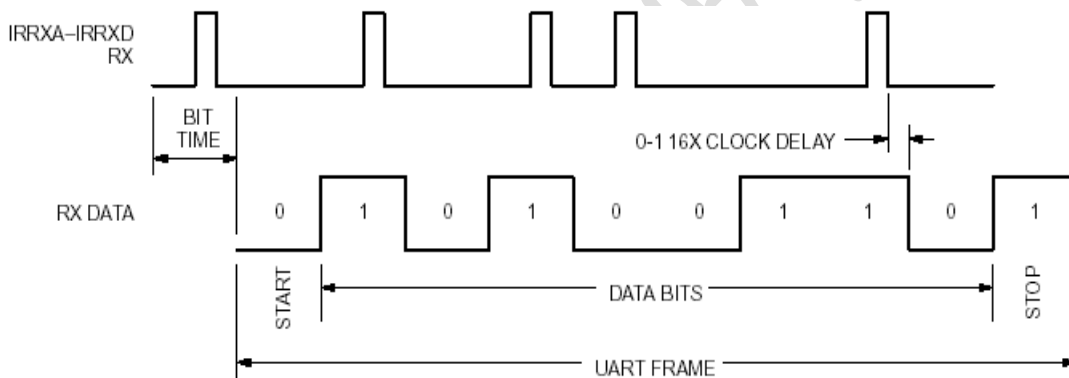 IRRXA–IRRXD
RX
BIT
TIME
0-1 16X CLOCK DELAY
RX DATA
0 1 0 1 0 0 1 1 0 1
START
DATA BITS
STOP
UART FRAME